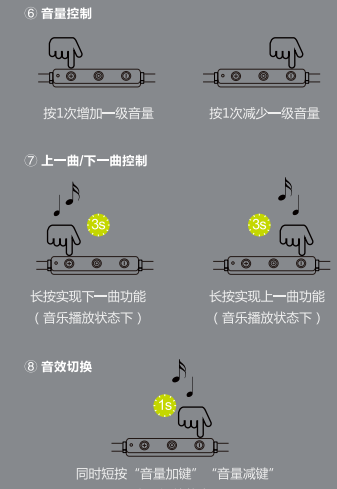 ⑥ 音量控制
按1次增加一级音量
按1次减少一级音量
⑦ 上一曲/下一曲控制
3s
3s
长按实现下一曲功能
（音乐播放状态下）
长按实现上一曲功能
（音乐播放状态下）
⑧ 音效切换
1s
同时短按“音量加键”“音量减键”